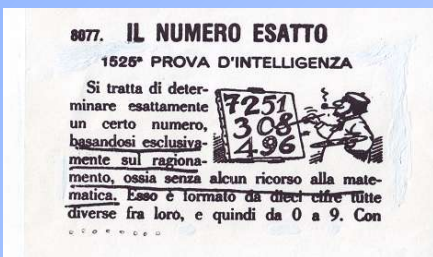 8077. IL NUMERO ESATTO
1525ª PROVA D'INTELLIGENZA
Si tratta di deter-
minare esattamente
un certo numero,
basandosi esclusiva-
mente sul ragiona-
mento, ossia senza alcun ricorso alla mate-
matica. Esso è formato da dieci cifre tutte
diverse fra loro, e quindi da 0 a 9. Con
7251
308
496